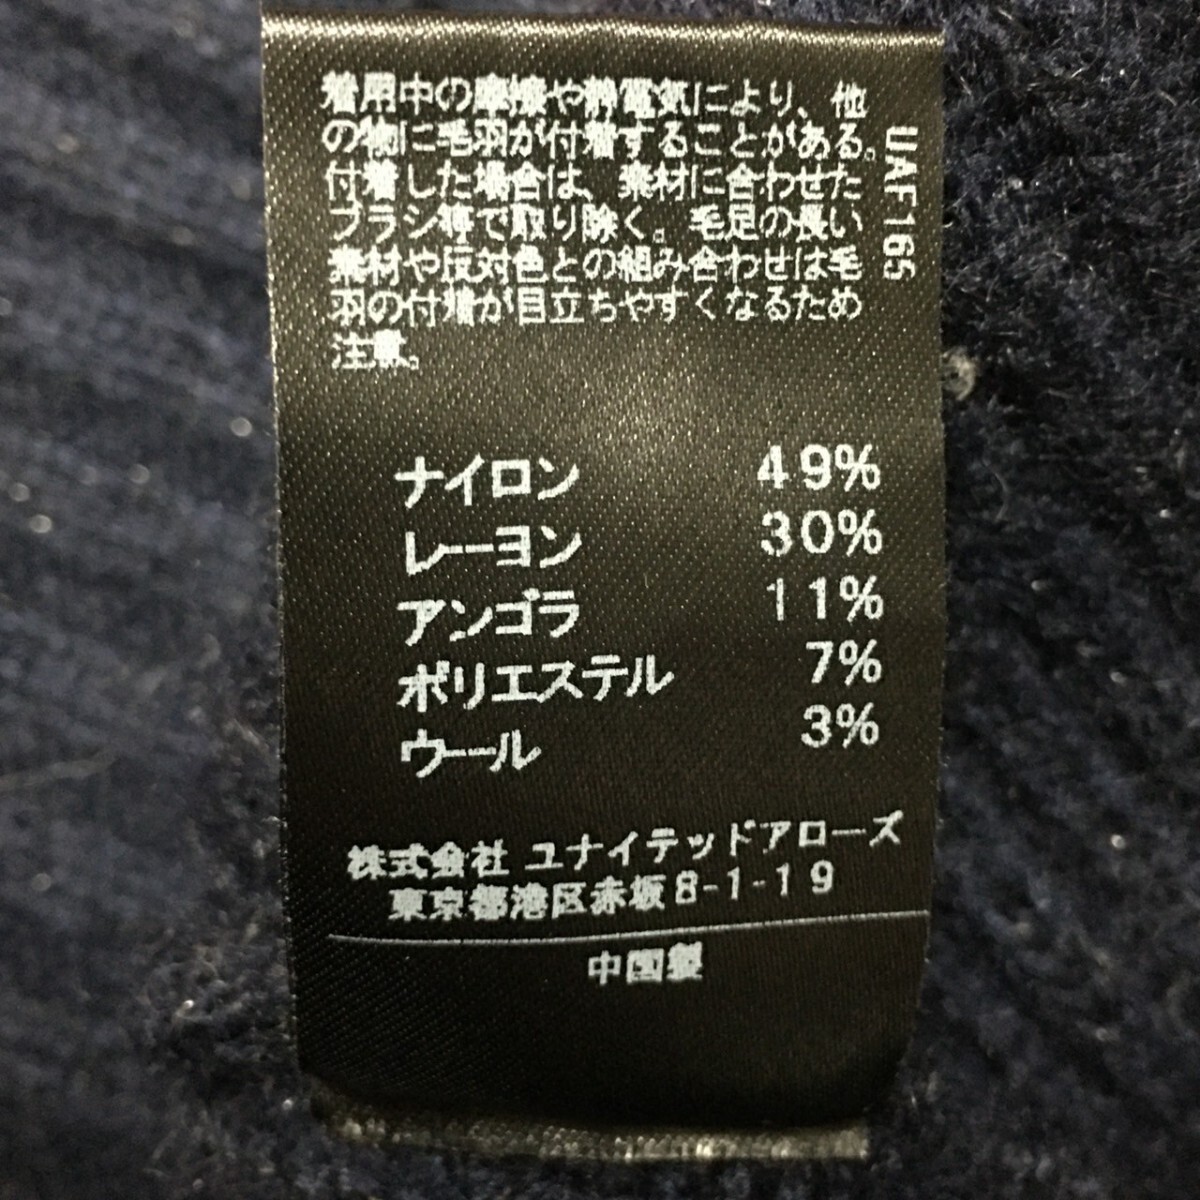 着用中の摩擦や静電気により、他
の物に毛羽が付着することがある。
付着した場合は、素材に合わせた
ブラシ等で取り除く。毛足の長い
素材や反対色との組み合わせは毛
羽の付着が目立ちやすくなるため
注意。
UAF165
ナイロン 49%
レーヨン 30%
アンゴラ 11%
ポリエステル 7%
ウール 3%
株式会社 ユナイテッドアローズ
東京都港区赤坂8-1-19
中国製